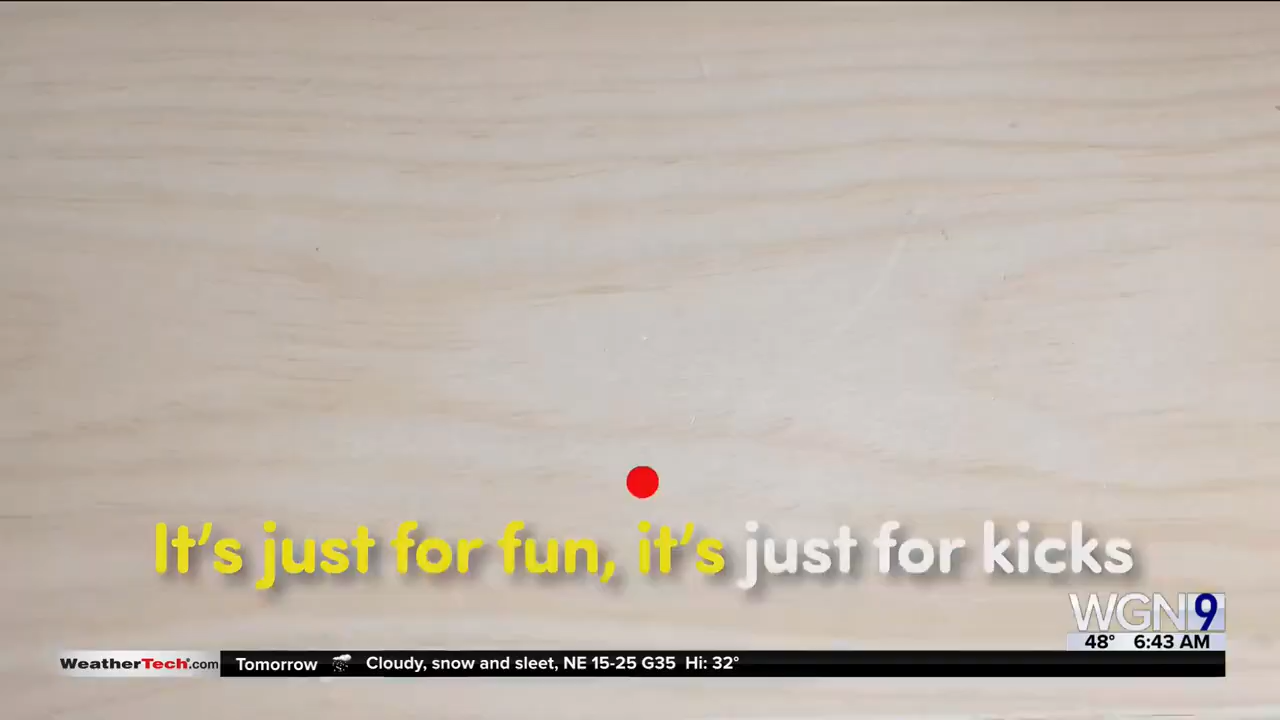 It's just for fun, it's just for kicks
WGN9
48° 6:43 AM
WeatherTech.com Tomorrow Cloudy, snow and sleet, NE 15-25 G35 Hi: 32°